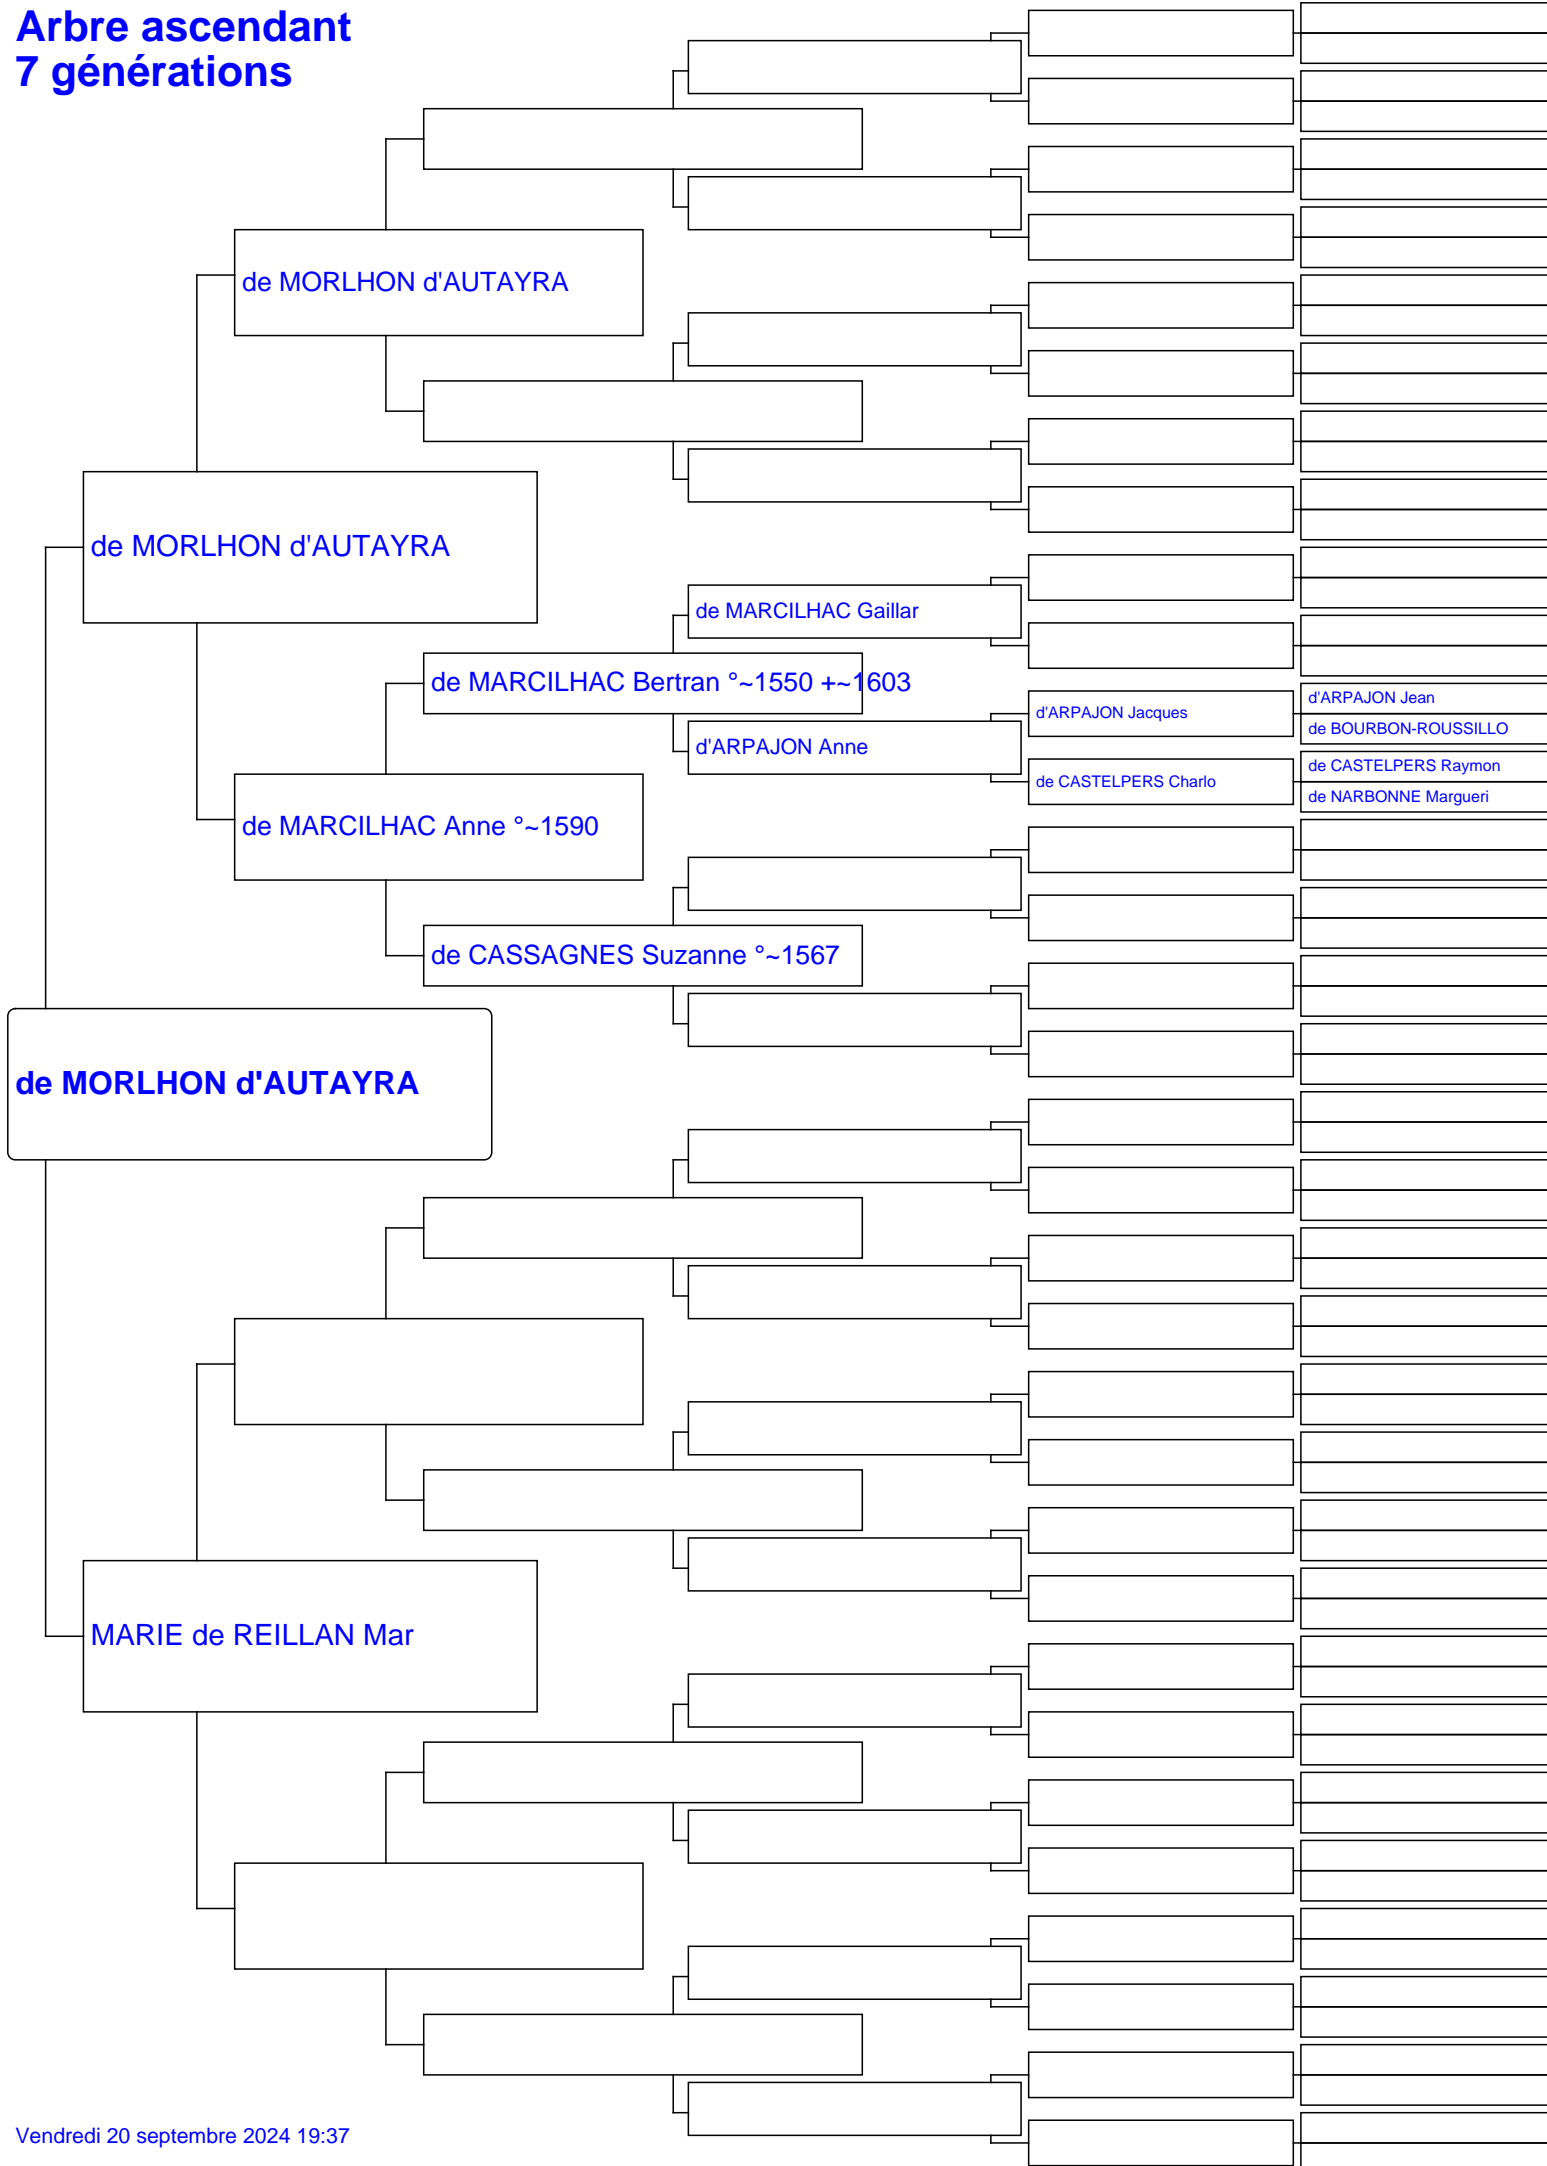 Arbre ascendant
7 générations
de MORLHON d'AUTAYRA
de MORLHON d'AUTAYRA
de MARCILHAC Gaillar
de MARCILHAC Bertran °~1550 +~1603
d'ARPAJON Jean
d'ARPAJON Jacques
de BOURBON-ROUSSILLO
d'ARPAJON Anne
de CASTELPERS Raymon
de CASTELPERS Charlo
de NARBONNE Margueri
de MARCILHAC Anne °~1590
de CASSAGNES Suzanne °~1567
de MORLHON d'AUTAYRA
MARIE de REILLAN Mar
Vendredi 20 septembre 2024 19:37